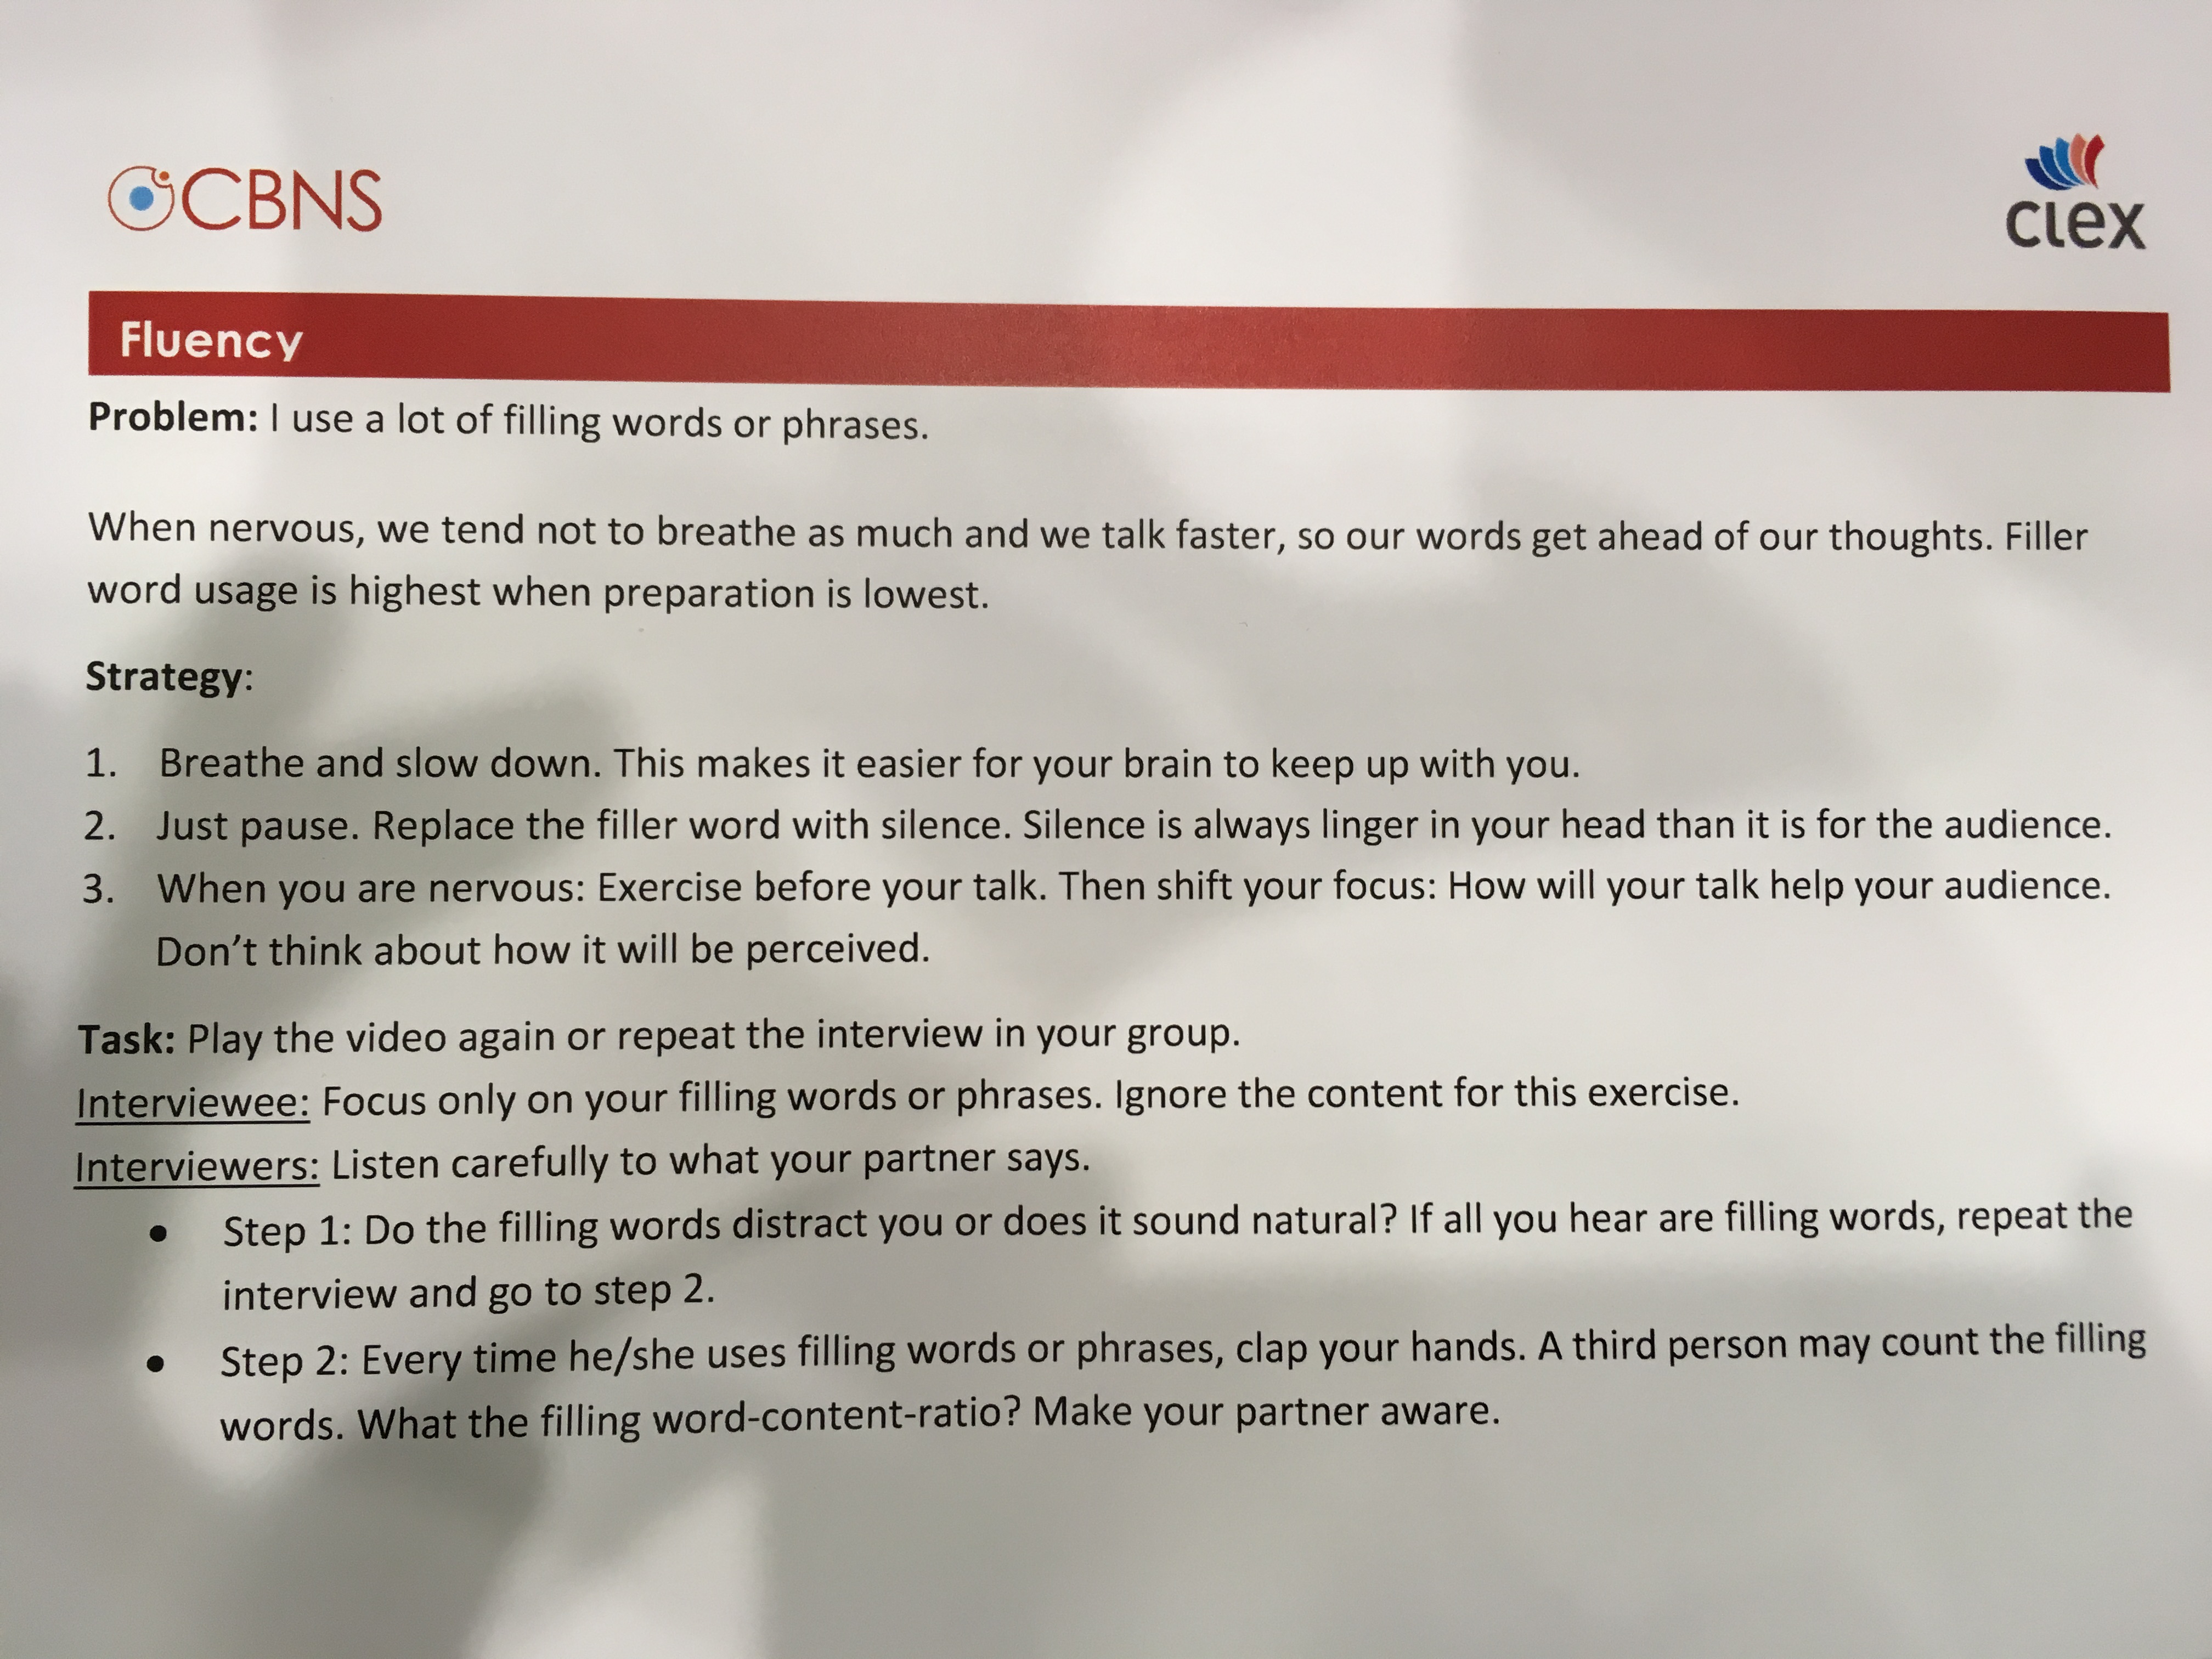 CBNS
clex
Fluency
Problem: I use a lot of filling words or phrases.
When nervous, we tend not to breathe as much and we talk faster, so our words get ahead of our thoughts. Filler
word usage is highest when preparation is lowest.
Strategy:
1. Breathe and slow down. This makes it easier for your brain to keep up with you.
2. Just pause. Replace the filler word with silence. Silence is always linger in your head than it is for the audience.
3. When you are nervous: Exercise before your talk. Then shift your focus: How will your talk help your audience.
Don't think about how it will be perceived.
Task: Play the video again or repeat the interview in your group.
Interviewee: Focus only on your filling words or phrases. Ignore the content for this exercise.
Interviewers: Listen carefully to what your partner says.
• Step 1: Do the filling words distract you or does it sound natural? If all you hear are filling words, repeat the
interview and go to step 2.
• Step 2: Every time he/she uses filling words or phrases, clap your hands. A third person may count the filling
words. What the filling word-content-ratio? Make your partner aware.